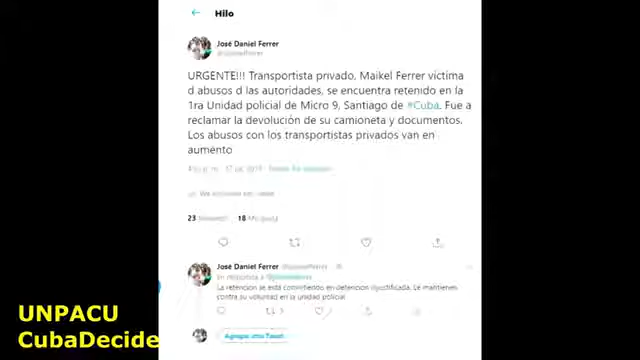 Hilo
José Daniel Ferrer
URGENTE!!! Transportista privado, Maikel Ferrer víctima
d abusos d las autoridades, se encuentra retenido en la
1ra Unidad policial de Micro 9, Santiago de #Cuba. Fue a
reclamar la devolución de su camioneta y documentos.
Los abusos con los transportistas privados van en
aumento
23 18
José Daniel Ferrer
La retención se está convirtiendo en detención injustificada. Le mantienen
contra su voluntad en la unidad policial
UNPACU
CubaDecide